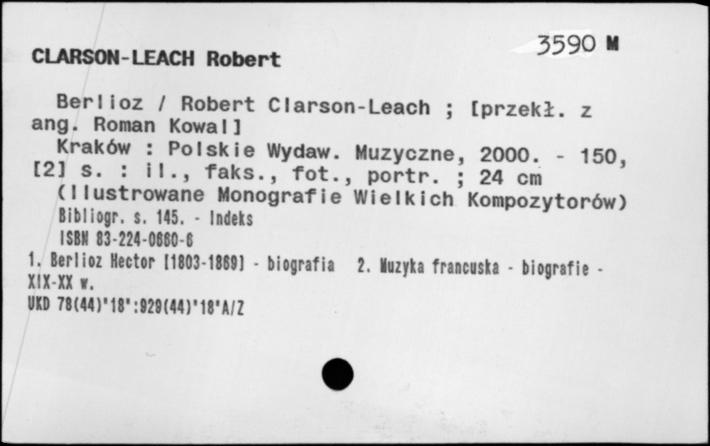 3590 M
CLARSON-LEACH Robert
Berlioz / Robert Clarson-Leach ; [przekł. z
ang. Roman Kowal]
Kraków : Polskie Wydaw. Muzyczne, 2000. - 150,
[2] s. : il., faks., fot., portr. ; 24 cm
(Ilustrowane Monografie Wielkich Kompozytorów)
Bibliogr. s. 145. - Indeks
ISBN 83-224-0660-6
1. Berlioz Hector [1803-1869] - biografia 2. Muzyka francuska - biografie -
XIX-XX w.
UKD 78(44)"18":929(44)"18"A/Z